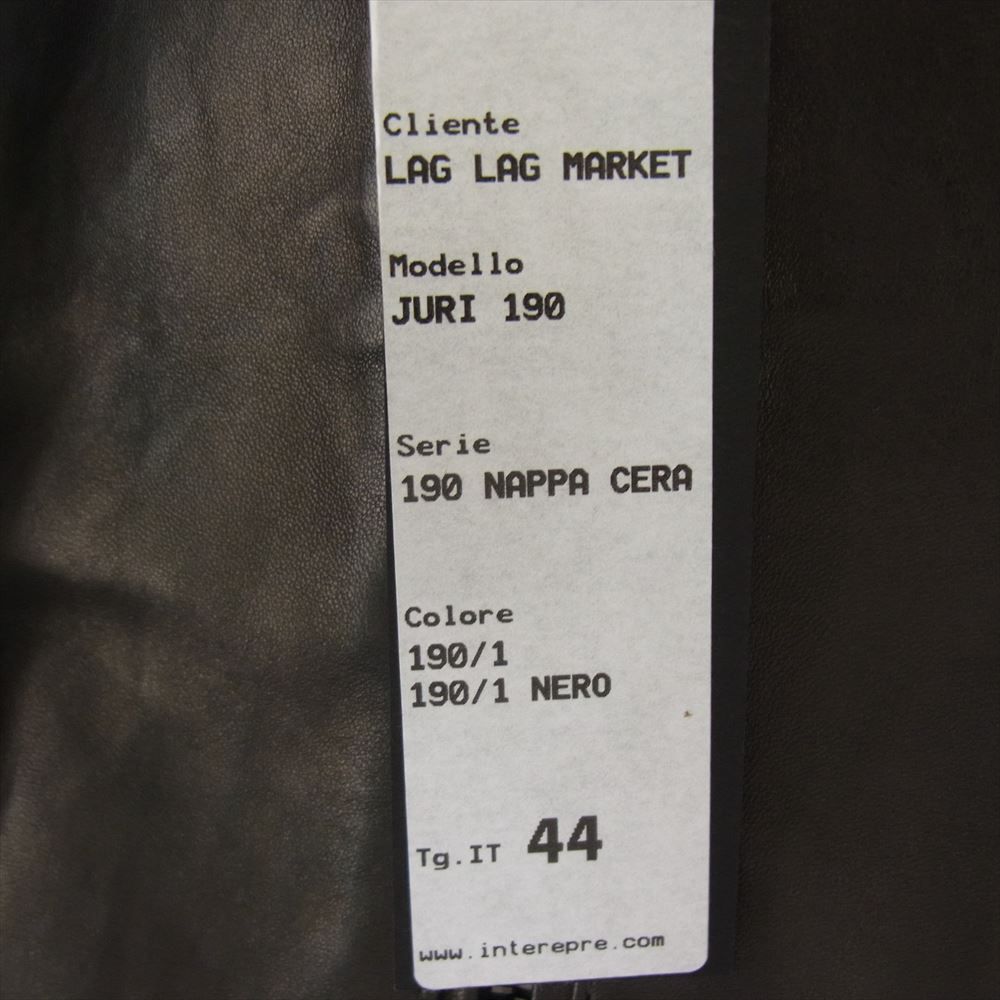 Cliente
LAG LAG MARKET
Modello
JURI 190
Serie
190 NAPPA CERA
Colore
190/1
190/1 NERO
Tg.IT 44
www.interepre.com